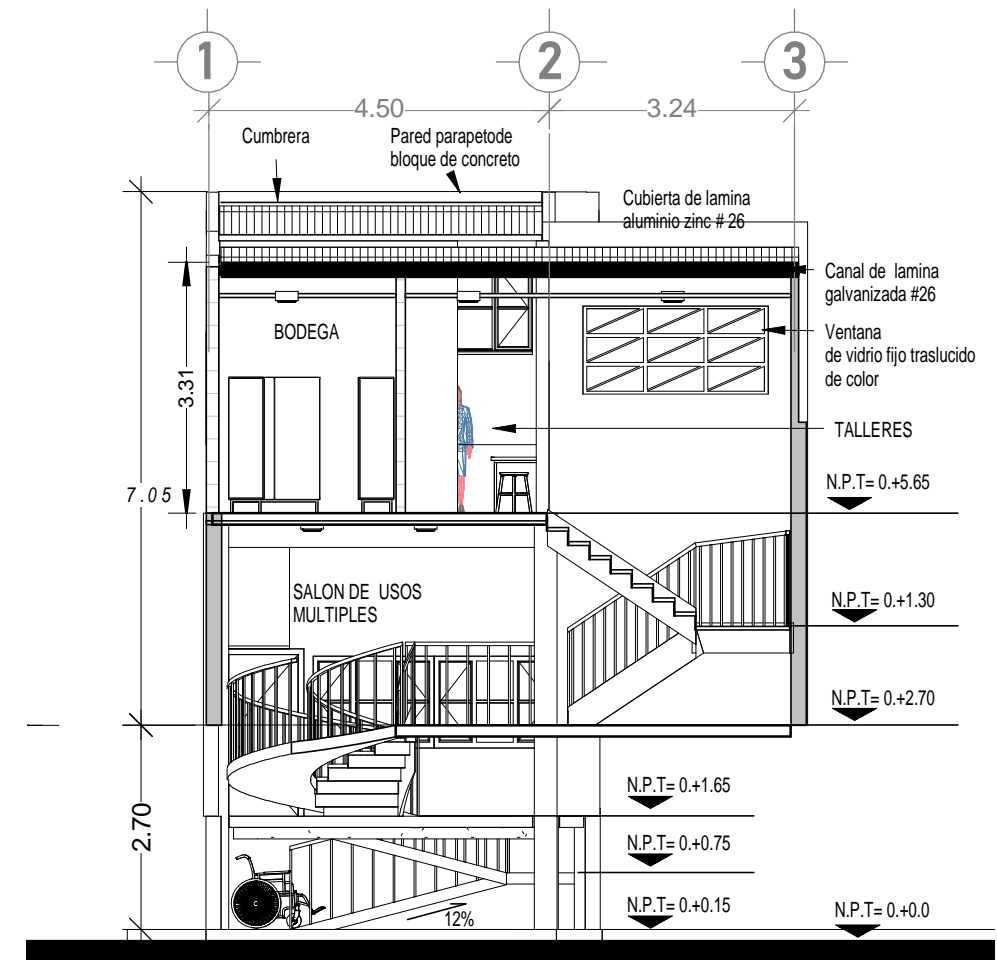 1
2
3
4.50
3.24
Cumbrera
Pared parapetode
bloque de concreto
Cubierta de lamina
aluminio zinc # 26
Canal de lamina
galvanizada #26
BODEGA
Ventana
de vidrio fijo traslucido
de color
3.31
TALLERES
7.05
N.P.T= 0.+5.65
SALON DE USOS
MULTIPLES
N.P.T= 0.+1.30
N.P.T= 0.+2.70
2.70
N.P.T= 0.+1.65
N.P.T= 0.+0.75
N.P.T= 0.+0.15
N.P.T= 0.+0.0
12%